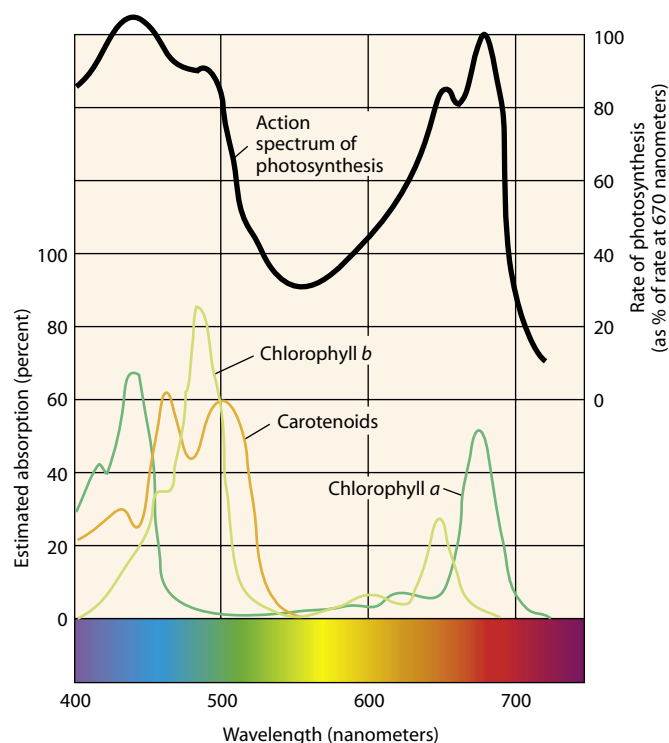 Action
spectrum of
photosynthesis
100
80
60
40
20
0
Rate of photosynthesis
(as % of rate at 670 nanometers)
100
80
60
40
20
0
Estimated absorption (percent)
Chlorophyll b
Carotenoids
Chlorophyll a
400 500 600 700
Wavelength (nanometers)